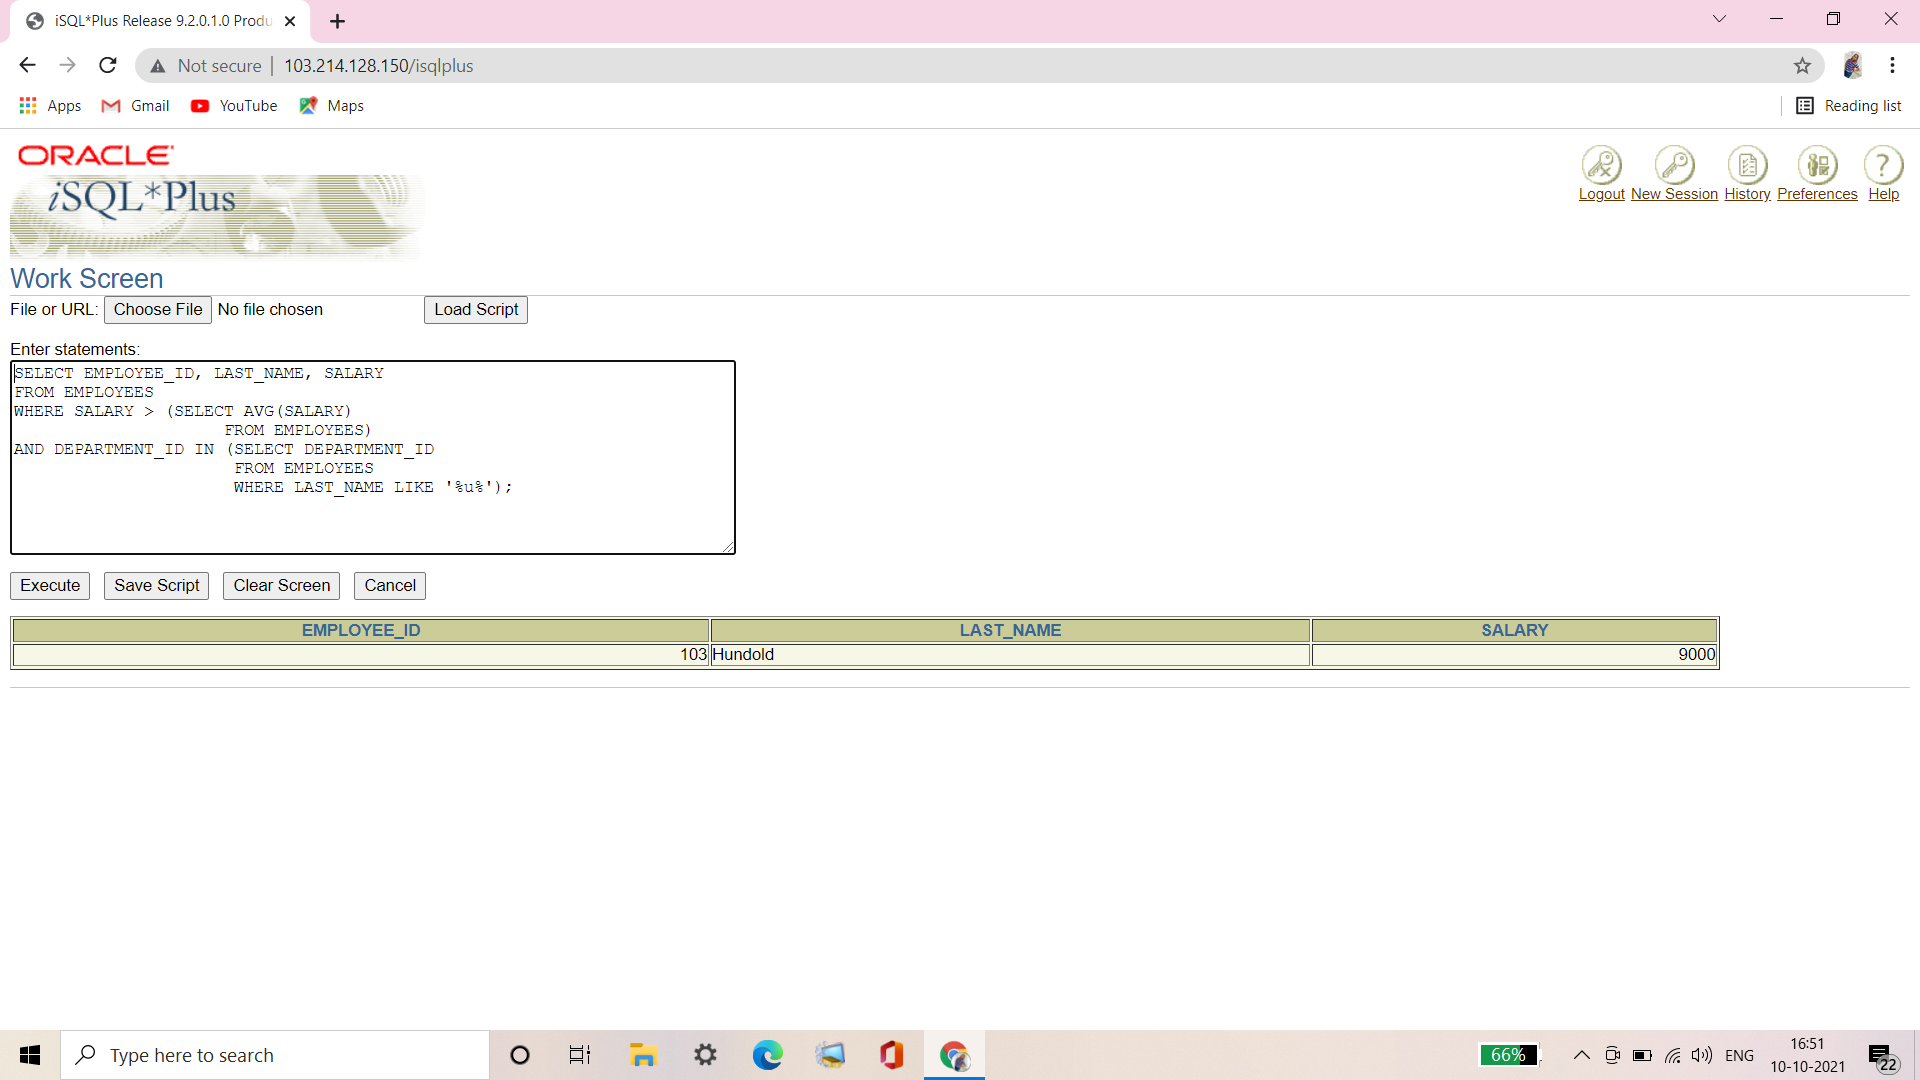 iSQL*Plus Release 9.2.0.1.0 Produ
Not secure
103.214.128.150/isqlplus
Apps
Gmail
YouTube
Maps
Reading list
ORACLE
iSQL*Plus
Logout
New Session
History
Preferences
Help
Work Screen
File or URL: Choose File No file chosen Load Script
Enter statements:
SELECT EMPLOYEE_ID, LAST_NAME, SALARY
FROM EMPLOYEES
WHERE SALARY > (SELECT AVG(SALARY)
FROM EMPLOYEES)
AND DEPARTMENT_ID IN (SELECT DEPARTMENT_ID
FROM EMPLOYEES
WHERE LAST_NAME LIKE '%u%');
Execute Save Script Clear Screen Cancel
EMPLOYEE_ID LAST_NAME SALARY
103 Hundold 9000
Type here to search
66%
ENG
16:51
10-10-2021
22